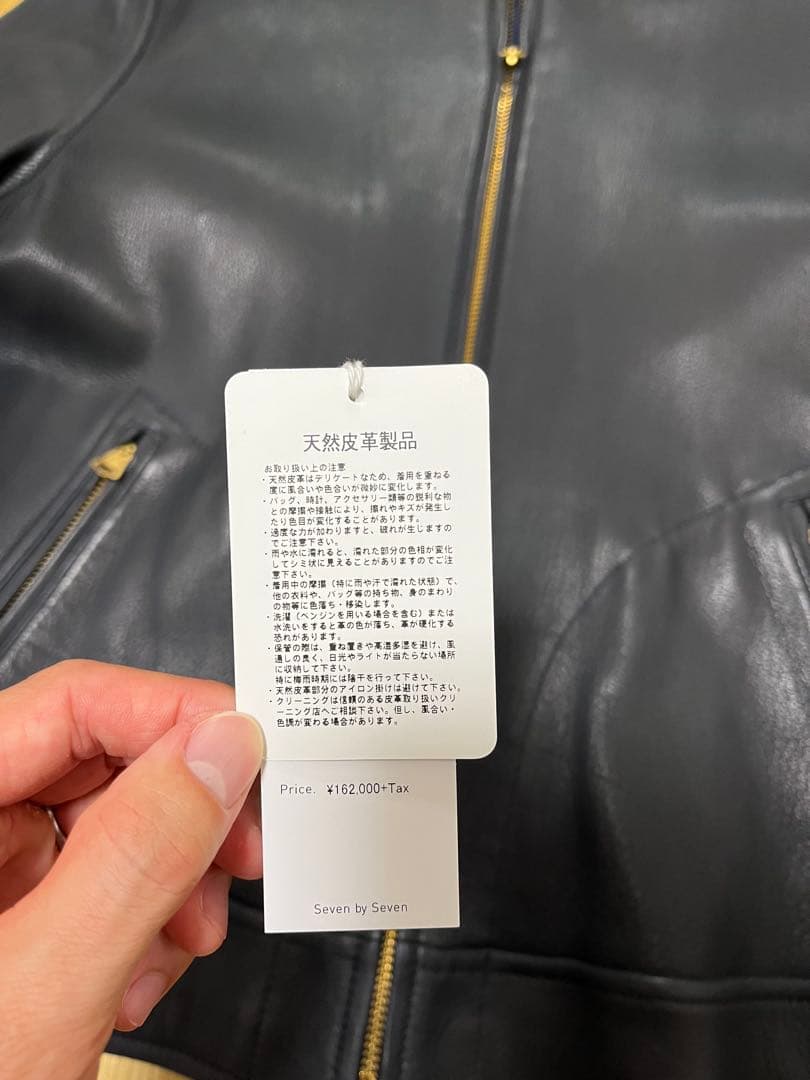 天然皮革製品
お取り扱い上の注意
・天然皮革はデリケートなため、着用を重ねる
度に風合いや色合いが微妙に変化します。
・バッグ、時計、アクセサリー類等の鋭利な物
との摩擦や接触により、擦れやキズが発生し
たり色目が変化することがあります。
・過度な力が加わりますと、破れが生じますの
でご注意下さい。
・雨や水に濡れると、濡れた部分の色相が変化
してシミ状に見えることがありますのでご注
意下さい。
・着用中の摩擦（特に雨や汗で濡れた状態）で、
他の衣料や、バッグ等の持ち物、身のまわり
の物等に色落ち・移染します。
・洗濯（ベンジンを用いる場合を含む）または
水洗いをすると革の色が落ち、革が硬化する
恐れがあります。
・保管の際は、重ね置きや高温多湿を避け、風
通しの良く、日光やライトが当たらない場所
に収納して下さい。
特に梅雨時期には陰干を行って下さい。
・天然皮革部分のアイロン掛けは避けて下さい。
・クリーニングは信頼のある皮革取り扱いクリ
ーニング店へご相談下さい。但し、風合い・
色調が変わる場合があります。
Price. ¥162,000+Tax
Seven by Seven